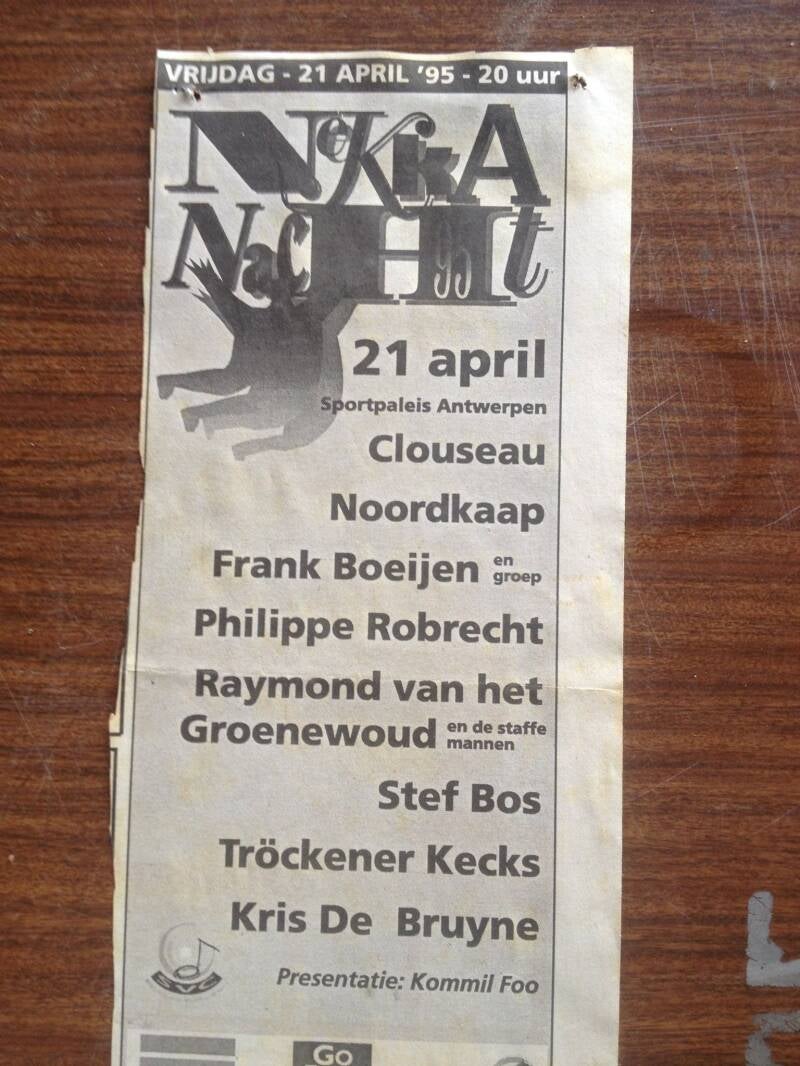 VRIJDAG - 21 APRIL '95 - 20 uur
NeKkA
NacHt
95
21 april
Sportpaleis Antwerpen
Clouseau
Noordkaap
Frank Boeijen en groep
Philippe Robrecht
Raymond van het
Groenewoud en de staffe mannen
Stef Bos
Tröckener Kecks
Kris De Bruyne
SVC
Presentatie: Kommil Foo
Go